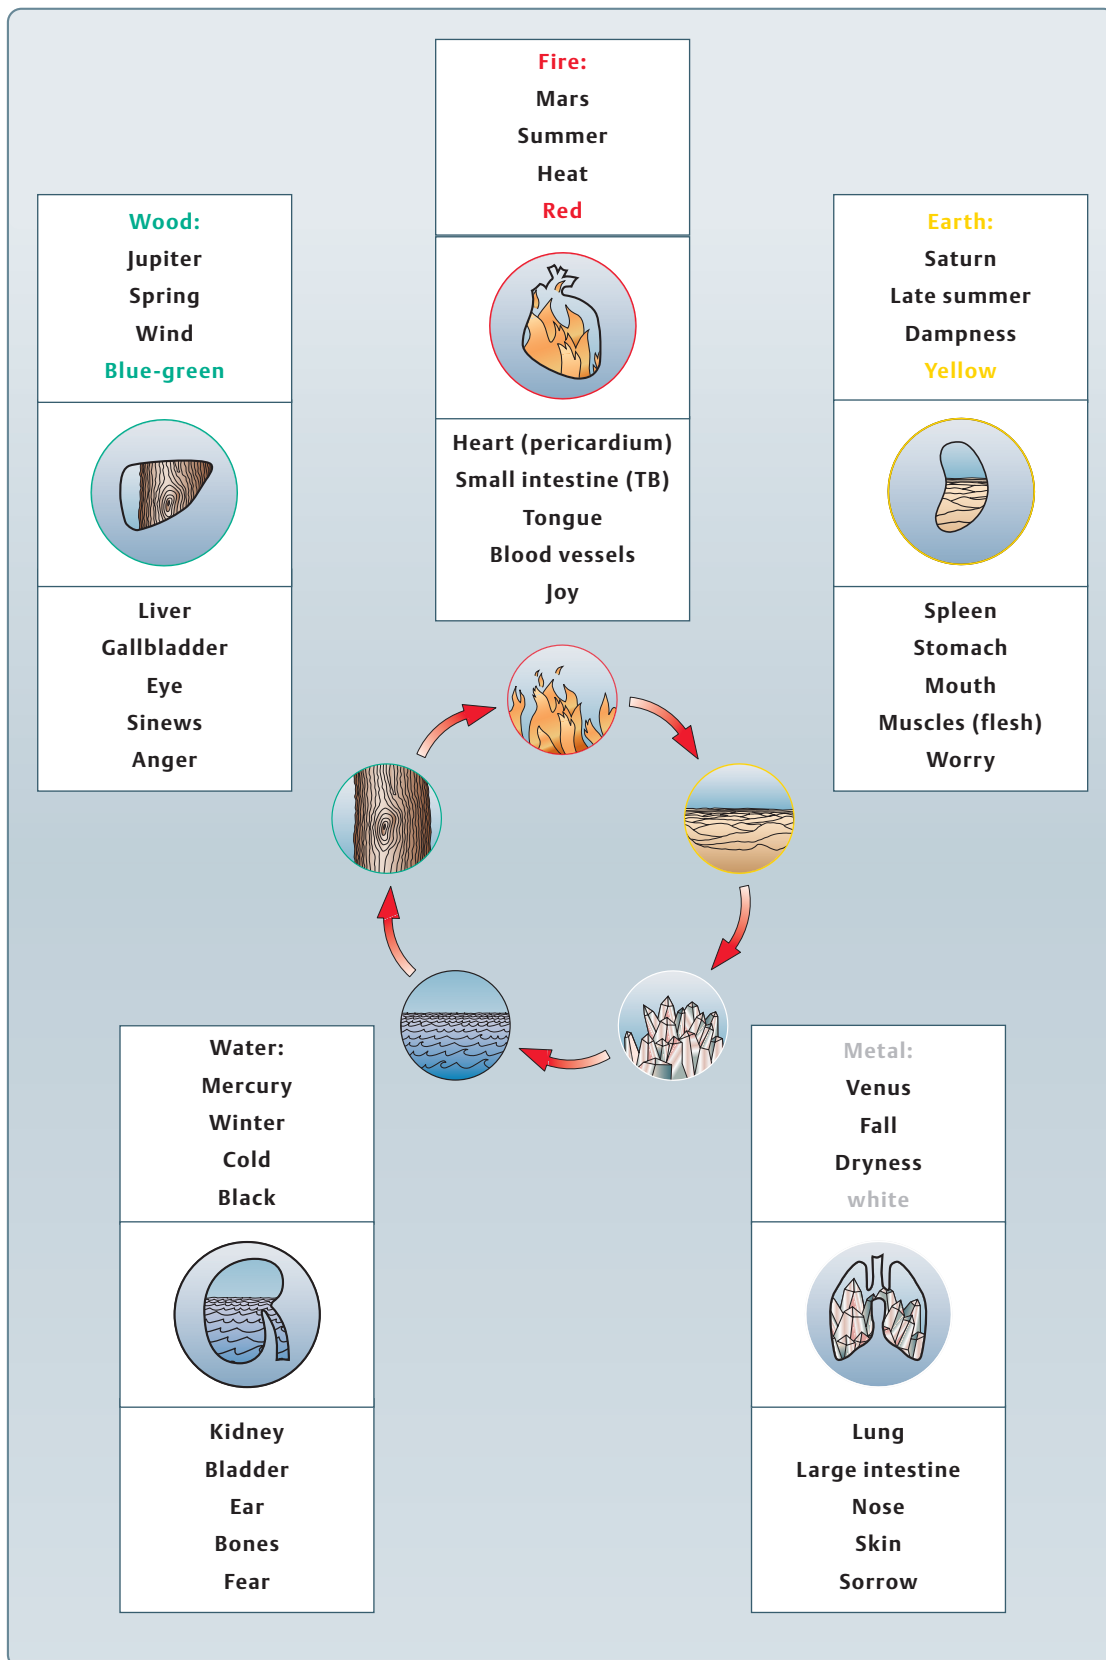 Fire:
Mars
Summer
Heat
Red
Heart (pericardium)
Small intestine (TB)
Tongue
Blood vessels
Joy
Wood:
Jupiter
Spring
Wind
Blue-green
Liver
Gallbladder
Eye
Sinews
Anger
Earth:
Saturn
Late summer
Dampness
Yellow
Spleen
Stomach
Mouth
Muscles (flesh)
Worry
Water:
Mercury
Winter
Cold
Black
Kidney
Bladder
Ear
Bones
Fear
Metal:
Venus
Fall
Dryness
white
Lung
Large intestine
Nose
Skin
Sorrow